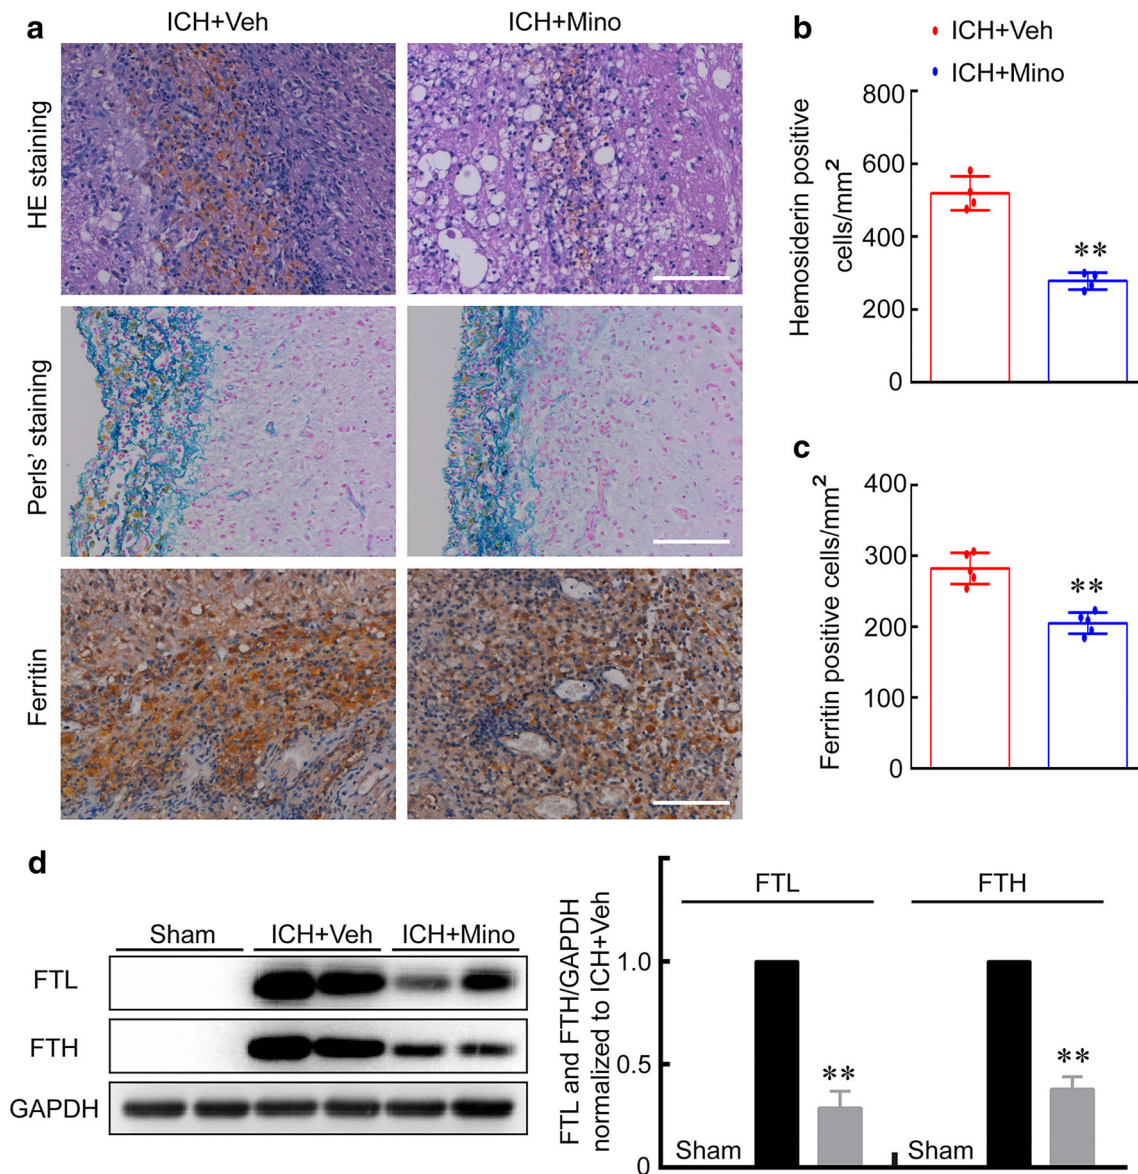 a
ICH+Veh
ICH+Mino
HE staining
Perls' staining
Ferritin
b
ICH+Veh
ICH+Mino
Hemosiderin positive
cells/mm²
800
600
400
200
0
**
c
Ferritin positive cells/mm²
400
300
200
100
0
**
d
Sham
ICH+Veh
ICH+Mino
FTL
FTH
GAPDH
FTL and FTH/GAPDH
normalized to ICH+Veh
FTL
FTH
1.0
0.5
0
Sham
**
Sham
**